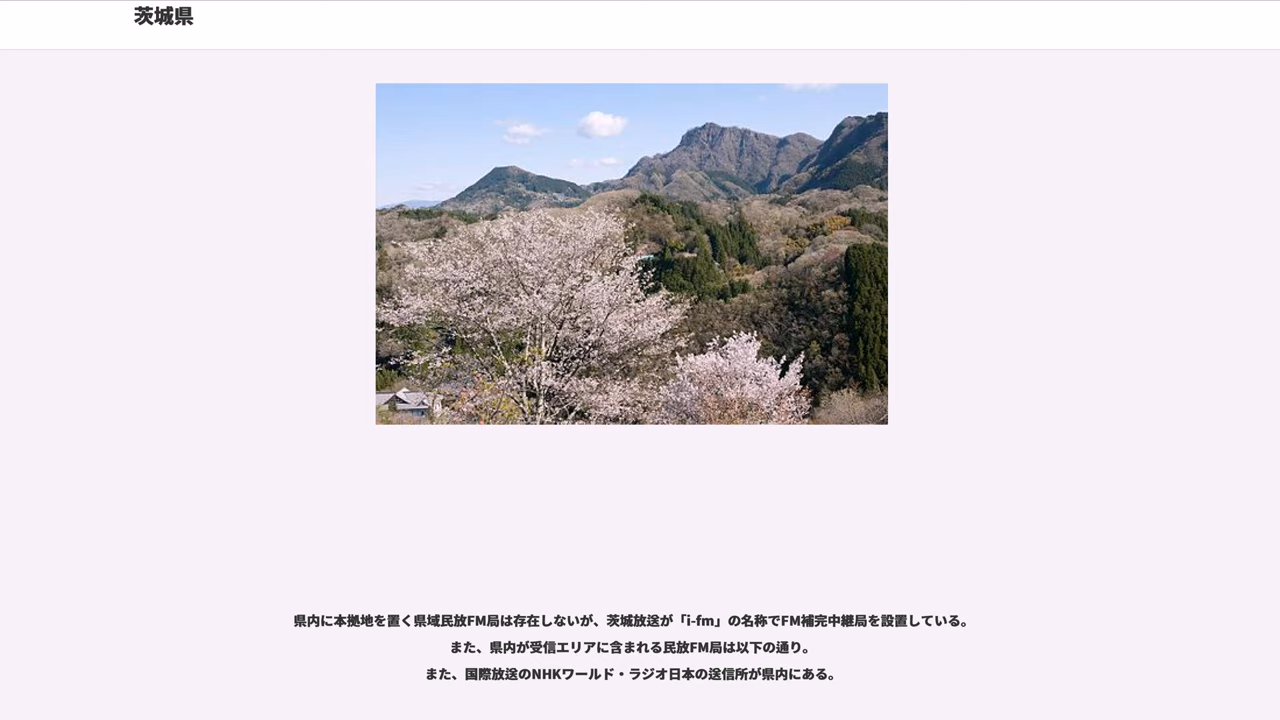 茨城県
県内に本拠地を置く県域民放FM局は存在しないが、茨城放送が「i-fm」の名称でFM補完中継局を設置している。
また、県内が受信エリアに含まれる民放FM局は以下の通り。
また、国際放送のNHKワールド・ラジオ日本の送信所が県内にある。